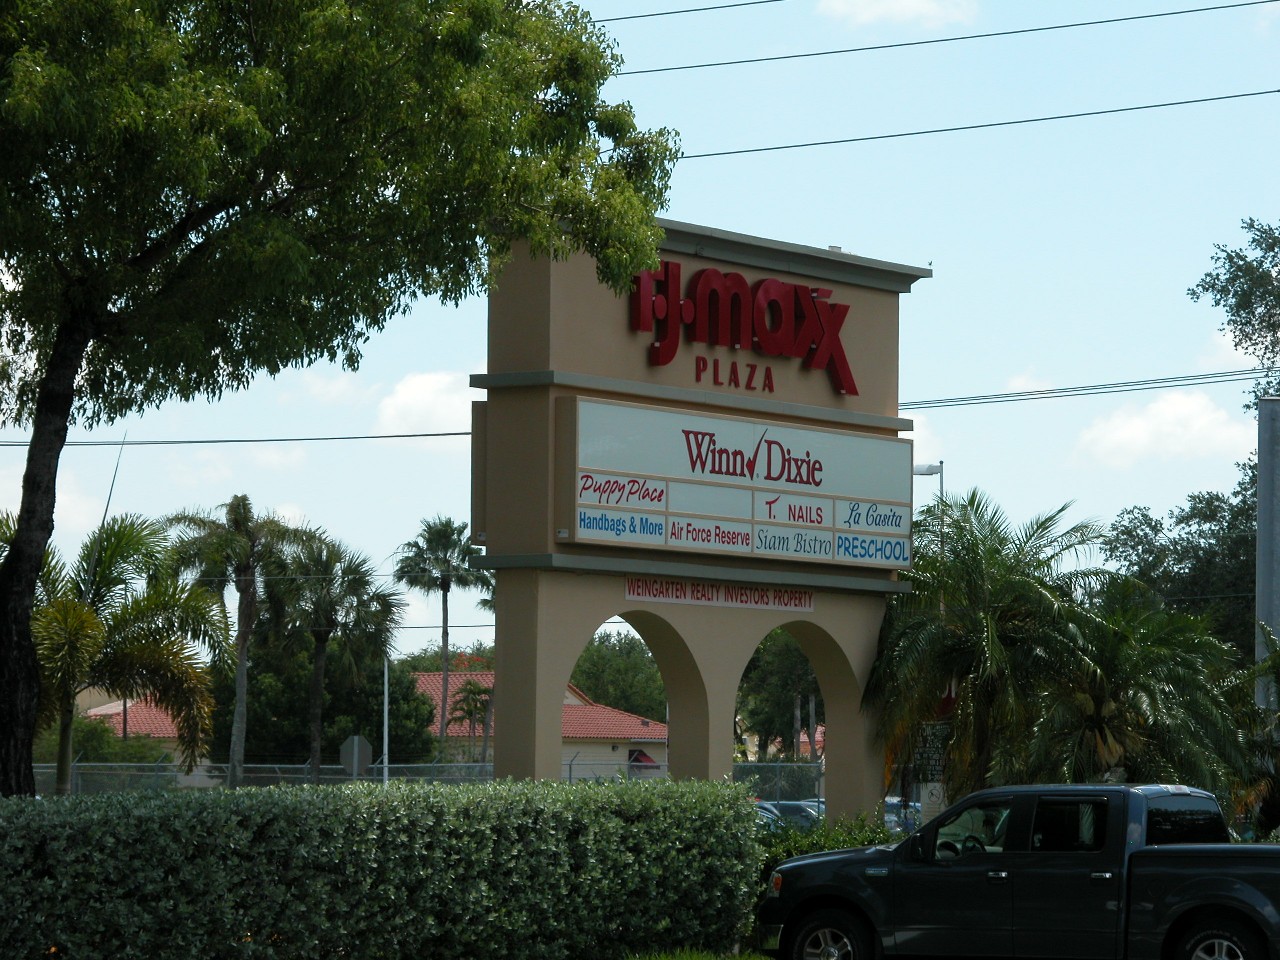 T·J·maxx
PLAZA
Winn Dixie
Puppy Place
T. NAILS
La Casita
Handbags & More
Air Force Reserve
Siam Bistro
PRESCHOOL
WEINGARTEN REALTY INVESTORS PROPERTY